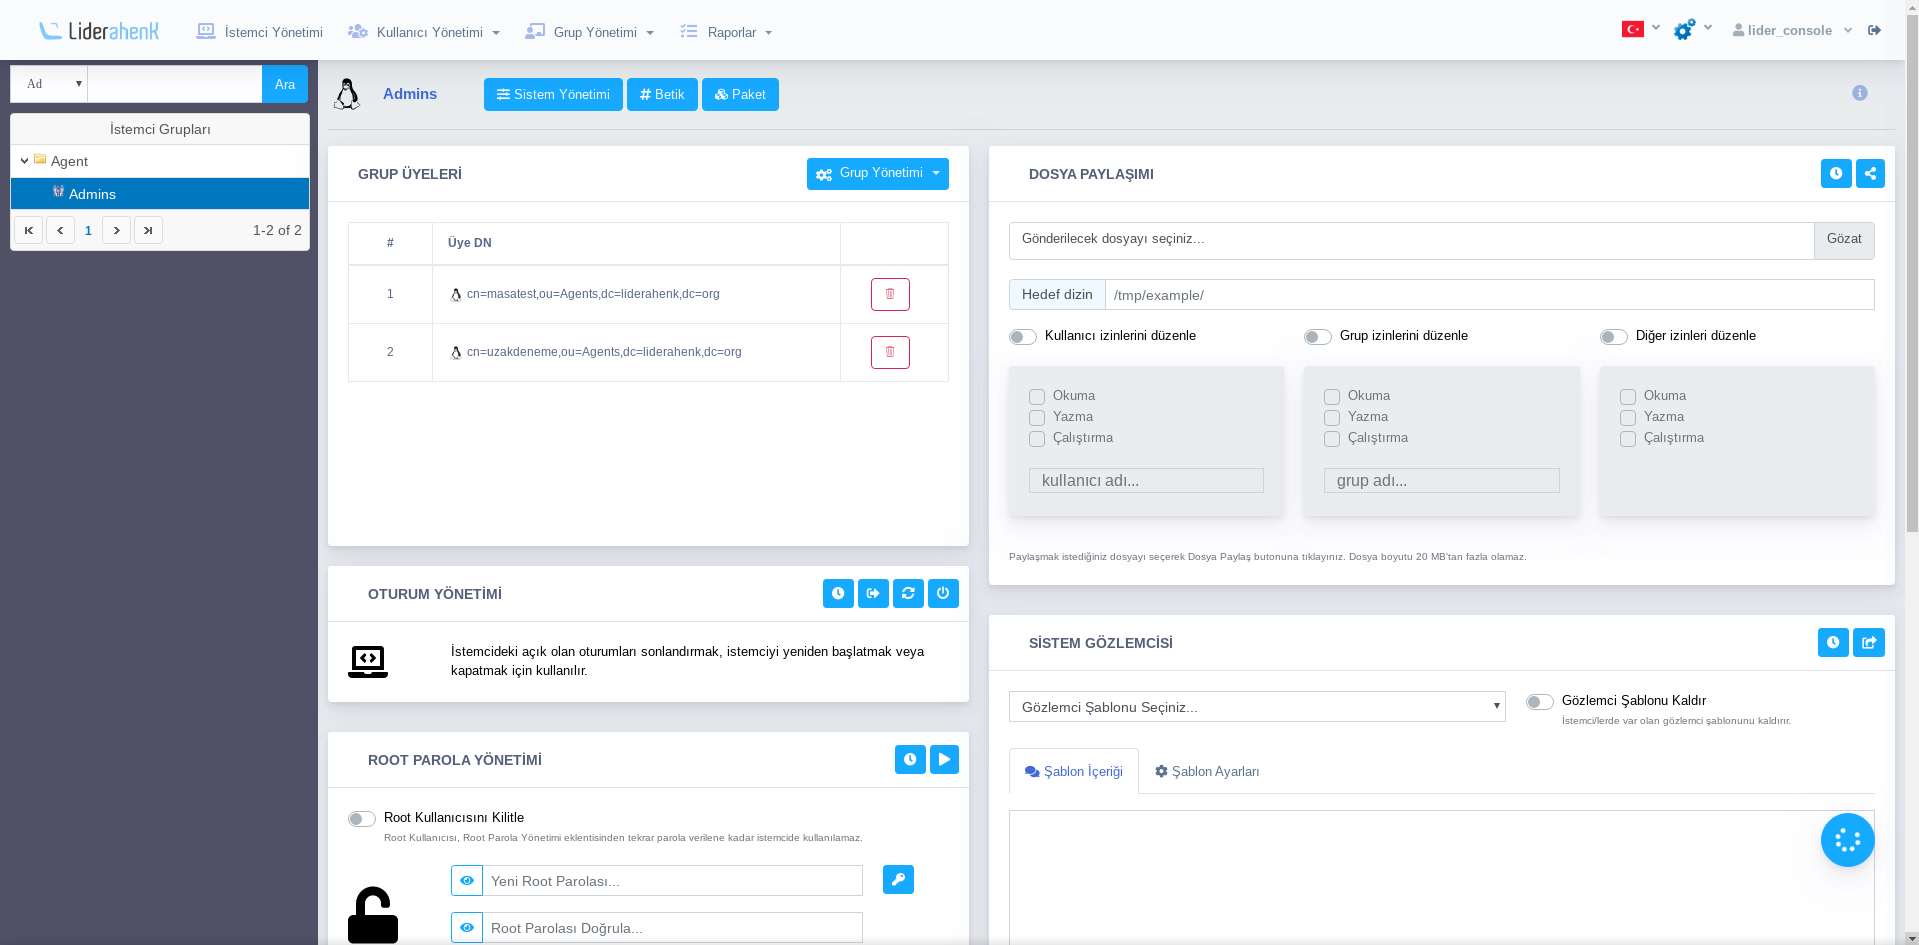 Liderahenk
İstemci Yönetimi
Kullanıcı Yönetimi
Grup Yönetimi
Raporlar
lider_console
Ad
Ara
İstemci Grupları
Agent
Admins
1
1-2 of 2
Admins
Sistem Yönetimi
Betik
Paket
GRUP ÜYELERİ
Grup Yönetimi
# Üye DN
1 cn=masatest,ou=Agents,dc=liderahenk,dc=org
2 cn=uzakdeneme,ou=Agents,dc=liderahenk,dc=org
OTURUM YÖNETİMİ
İstemcideki açık olan oturumları sonlandırmak, istemciyi yeniden başlatmak veya
kapatmak için kullanılır.
ROOT PAROLA YÖNETİMİ
Root Kullanıcısını Kilitle
Root Kullanıcısı, Root Parola Yönetimi eklentisinden tekrar parola verilene kadar istemcide kullanılamaz.
Yeni Root Parolası...
Root Parolası Doğrula...
DOSYA PAYLAŞIMI
Gönderilecek dosyayı seçiniz...
Gözat
Hedef dizin
/tmp/example/
Kullanıcı izinlerini düzenle
Grup izinlerini düzenle
Diğer izinleri düzenle
Okuma
Yazma
Çalıştırma
kullanıcı adı...
Okuma
Yazma
Çalıştırma
grup adı...
Okuma
Yazma
Çalıştırma
Paylaşmak istediğiniz dosyayı seçerek Dosya Paylaş butonuna tıklayınız. Dosya boyutu 20 MB'tan fazla olamaz.
SİSTEM GÖZLEMCİSİ
Gözlemci Şablonu Seçiniz...
Gözlemci Şablonu Kaldır
İstemci/lerde var olan gözlemci şablonunu kaldırır.
Şablon İçeriği
Şablon Ayarları